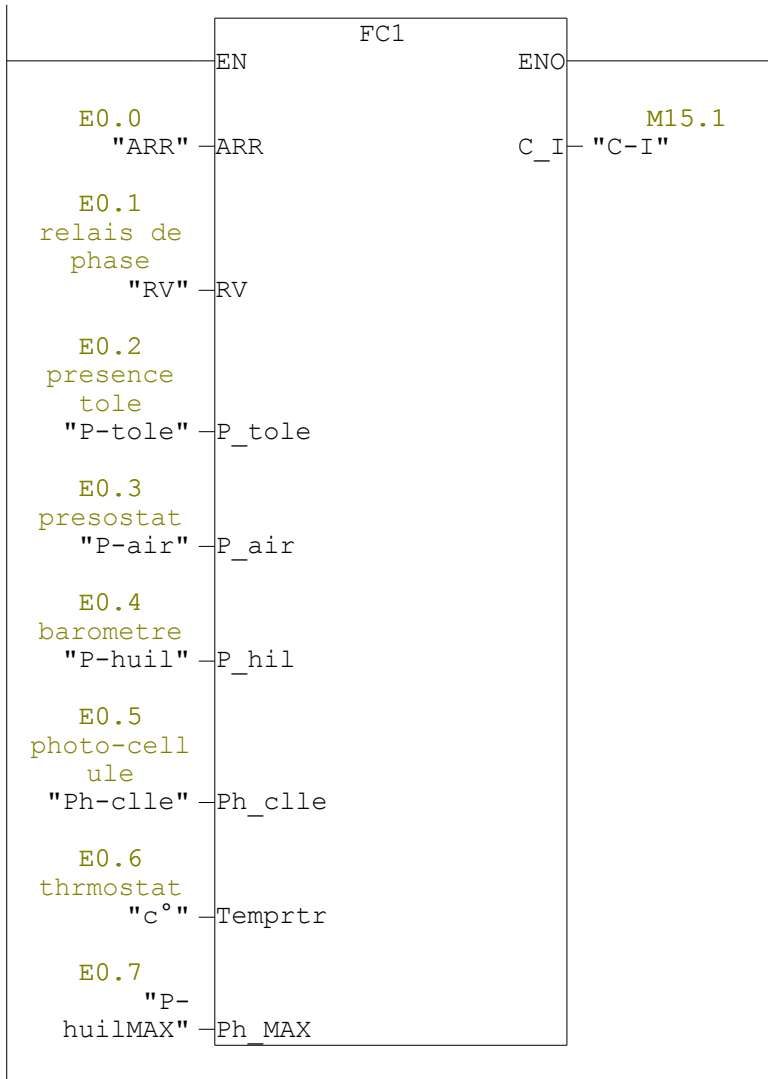 FC1
EN ENO
E0.0 M15.1
"ARR" ARR C_I "C-I"
E0.1
relais de
phase
"RV" RV
E0.2
presence
tole
"P-tole" P_tole
E0.3
presostat
"P-air" P_air
E0.4
barometre
"P-huil" P_hil
E0.5
photo-cell
ule
"Ph-clle" Ph_clle
E0.6
thrmostat
"c°" Temprtr
E0.7
"P-
huilMAX" Ph_MAX